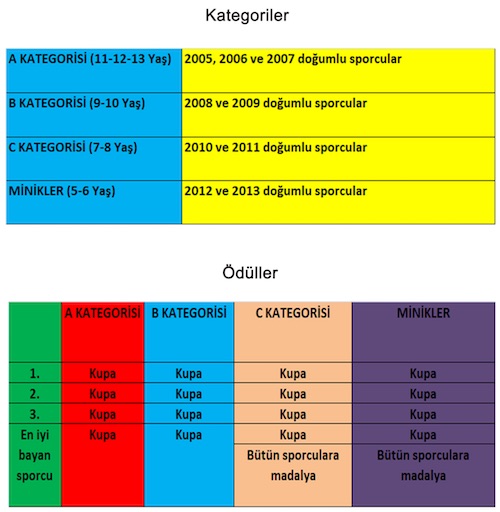 Kategoriler
A KATEGORİSİ (11-12-13 Yaş) 2005, 2006 ve 2007 doğumlu sporcular
B KATEGORİSİ (9-10 Yaş) 2008 ve 2009 doğumlu sporcular
C KATEGORİSİ (7-8 Yaş) 2010 ve 2011 doğumlu sporcular
MİNİKLER (5-6 Yaş) 2012 ve 2013 doğumlu sporcular
Ödüller
A KATEGORİSİ B KATEGORİSİ C KATEGORİSİ MİNİKLER
1. Kupa Kupa Kupa Kupa
2. Kupa Kupa Kupa Kupa
3. Kupa Kupa Kupa Kupa
En iyi Kupa Kupa Kupa Kupa
bayan Bütün sporculara Bütün sporculara
sporcu madalya madalya